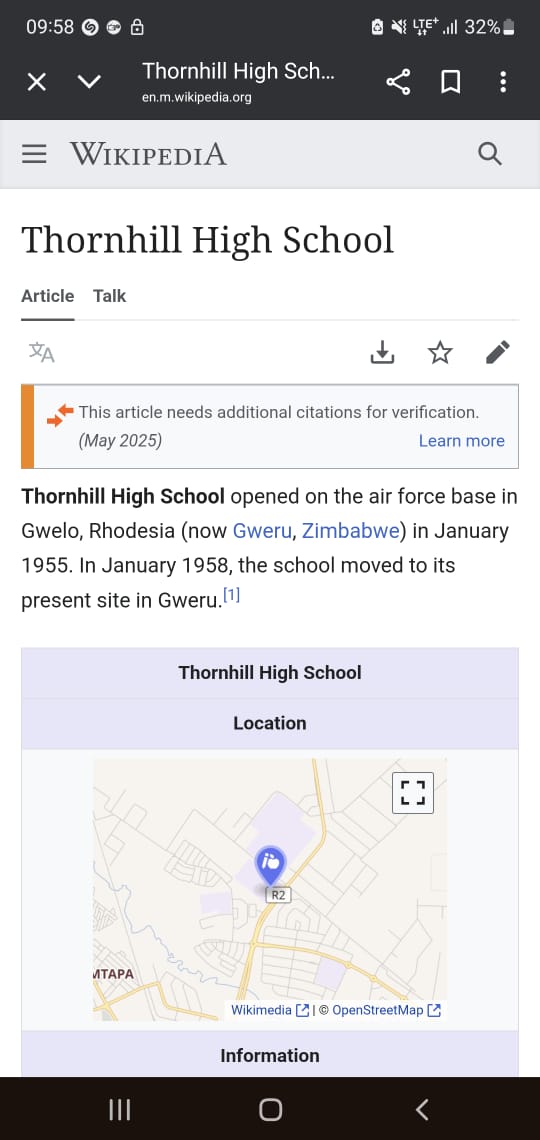 09:58 LTE+ 32%
Thornhill High Sch...
en.m.wikipedia.org
WIKIPEDIA
Thornhill High School
Article Talk
This article needs additional citations for verification.
(May 2025) Learn more
Thornhill High School opened on the air force base in
Gwelo, Rhodesia (now Gweru, Zimbabwe) in January
1955. In January 1958, the school moved to its
present site in Gweru.[1]
Thornhill High School
Location
R2
MTAPA
Wikimedia | © OpenStreetMap
Information